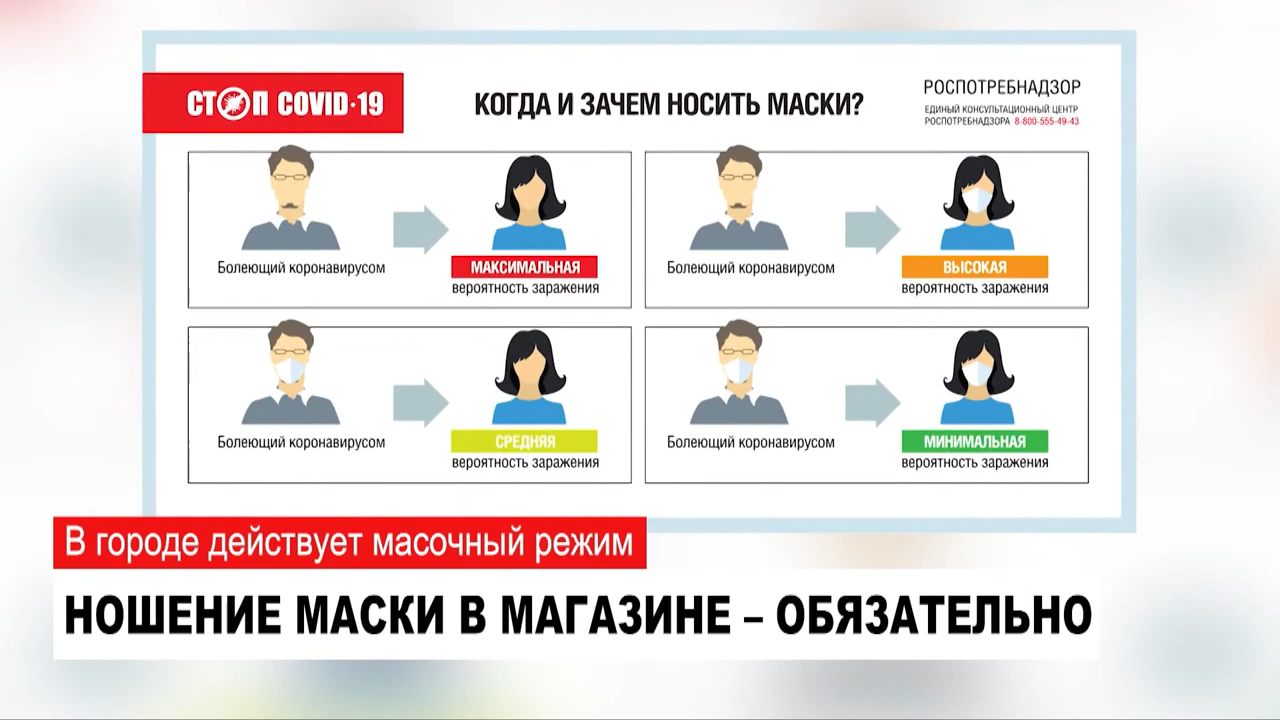 СТОП COVID·19
КОГДА И ЗАЧЕМ НОСИТЬ МАСКИ?
РОСПОТРЕБНАДЗОР
ЕДИНЫЙ КОНСУЛЬТАЦИОННЫЙ ЦЕНТР
РОСПОТРЕБНАДЗОРА 8-800-555-49-43
Болеющий коронавирусом
МАКСИМАЛЬНАЯ
вероятность заражения
Болеющий коронавирусом
ВЫСОКАЯ
вероятность заражения
Болеющий коронавирусом
СРЕДНЯЯ
вероятность заражения
Болеющий коронавирусом
МИНИМАЛЬНАЯ
вероятность заражения
В городе действует масочный режим
НОШЕНИЕ МАСКИ В МАГАЗИНЕ – ОБЯЗАТЕЛЬНО